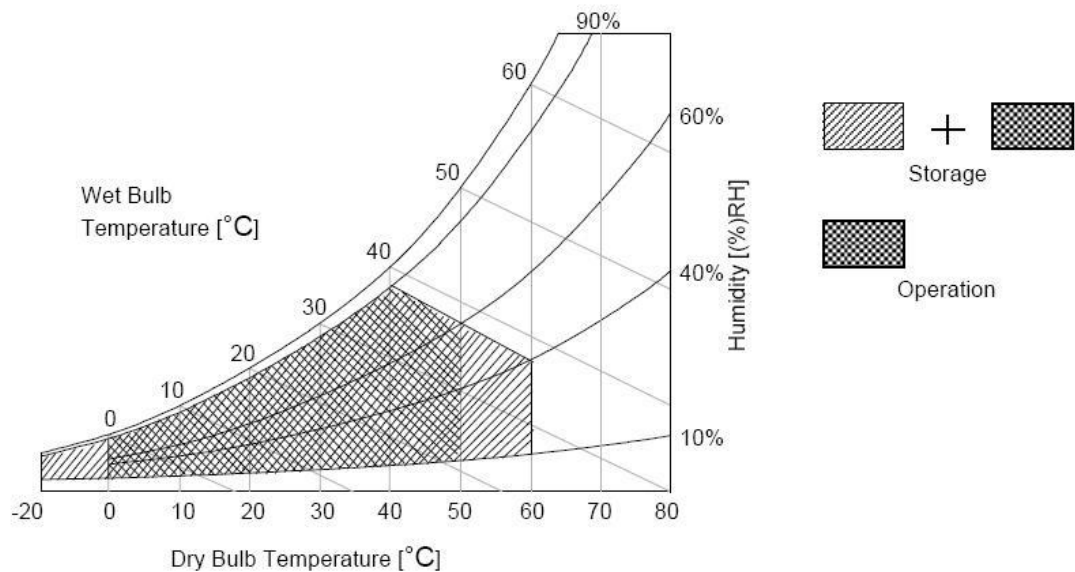 90%
60
60%
50
Storage
Wet Bulb
Temperature [°C]
40
40%
Humidity [(%)RH]
30
Operation
20
10
0
10%
-20 0 10 20 30 40 50 60 70 80
Dry Bulb Temperature [°C]